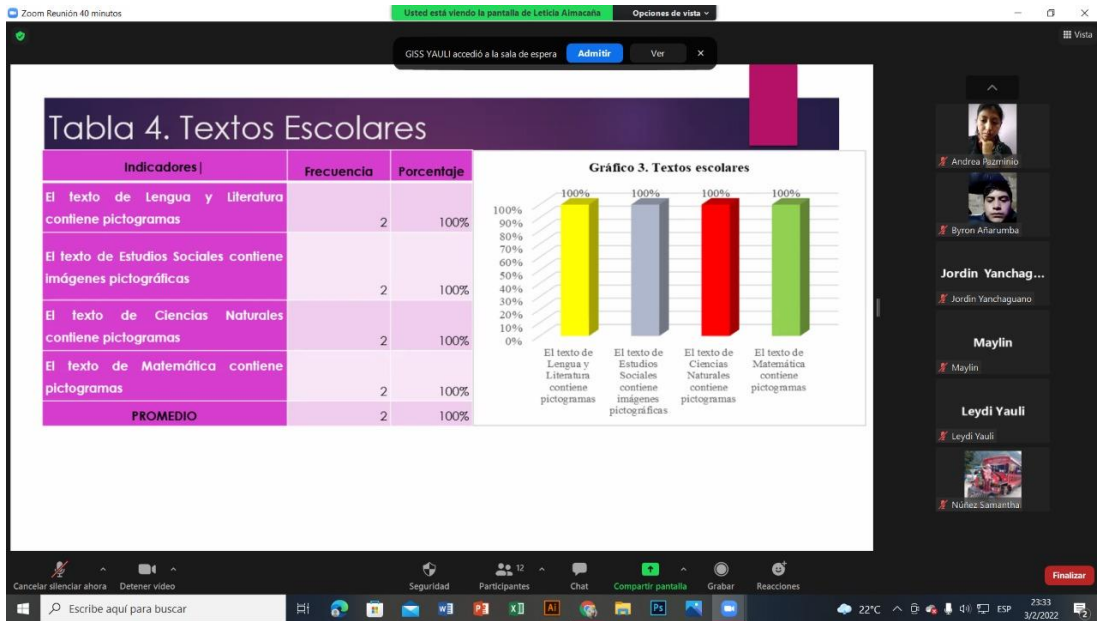 Zoom Reunión 40 minutos
Usted está viendo la pantalla de Leticia Almacaña
Opciones de vista
Vista
GISS YAULI accedió a la sala de espera
Admitir
Ver
Tabla 4. Textos Escolares
Indicadores
Frecuencia
Porcentaje
El texto de Lengua y Literatura
contiene pictogramas
2
100%
El texto de Estudios Sociales contiene
imágenes pictográficas
2
100%
El texto de Ciencias Naturales
contiene pictogramas
2
100%
El texto de Matemática contiene
pictogramas
2
100%
PROMEDIO
2
100%
Gráfico 3. Textos escolares
100%
100%
100%
100%
100%
90%
80%
70%
60%
50%
40%
30%
20%
10%
0%
El texto de
Lengua y
Literatura
contiene
pictogramas
El texto de
Estudios
Sociales
contiene
imágenes
pictográficas
El texto de
Ciencias
Naturales
contiene
pictogramas
El texto de
Matemática
contiene
pictogramas
Andrea Pazminio
Byron Añarumba
Jordin Yanchag...
Jordin Yanchaguano
Maylin
Maylin
Leydi Yauli
Leydi Yauli
Núñez Samantha
Cancelar silenciar ahora
Detener video
Seguridad
Participantes
12
Chat
Compartir pantalla
Grabar
Reacciones
Finalizar
Escribe aquí para buscar
22°C
ESP
23:33
3/2/2022